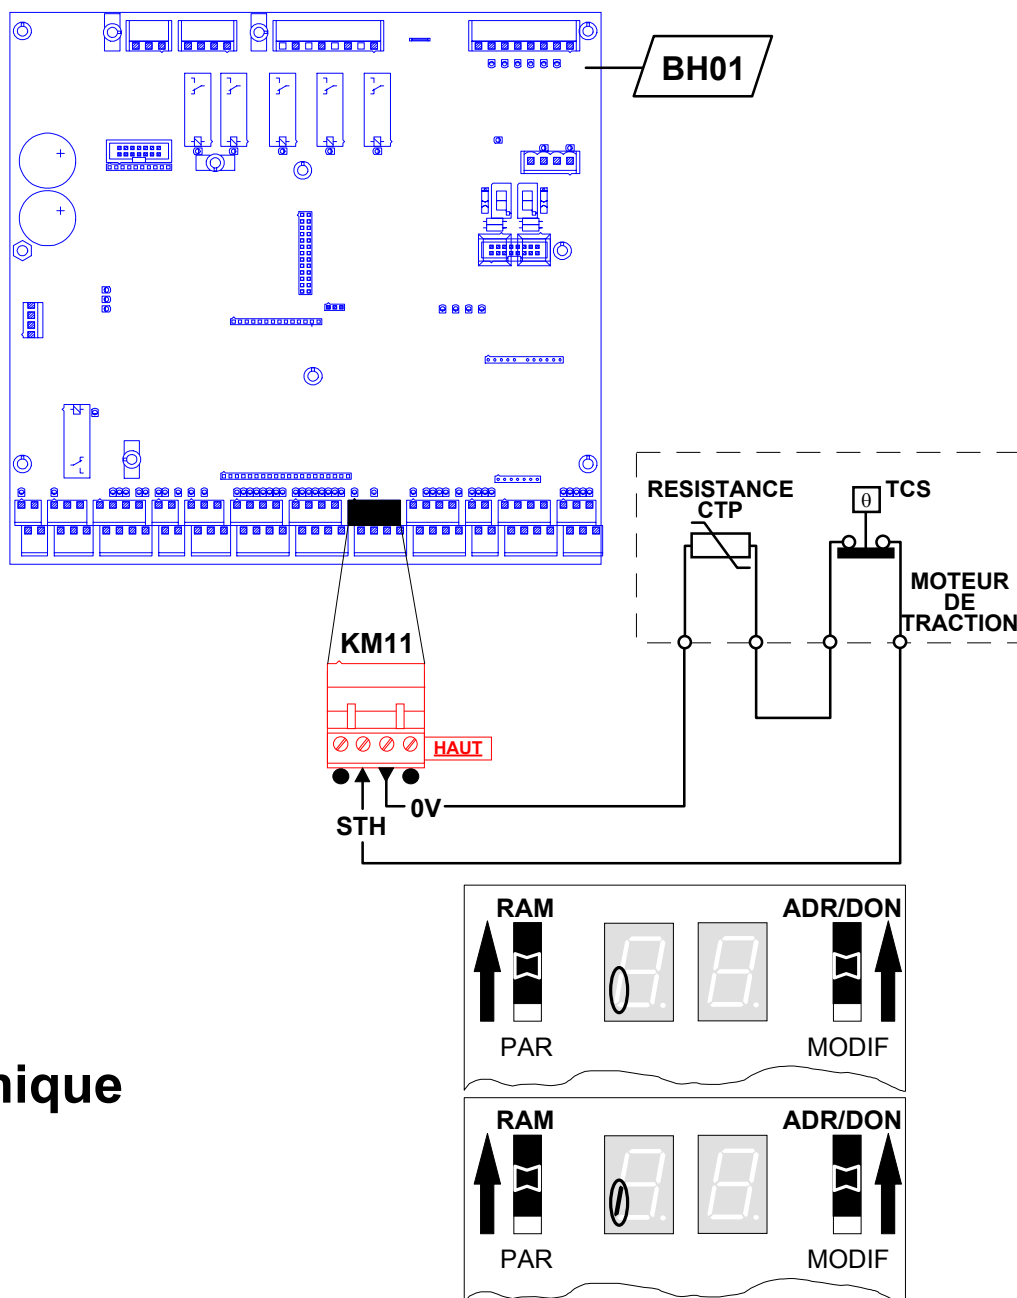 BH01
RESISTANCE
CTP
θ
TCS
MOTEUR
DE
TRACTION
KM11
HAUT
0V
STH
RAM
ADR/DON
PAR
MODIF
nique
RAM
ADR/DON
PAR
MODIF